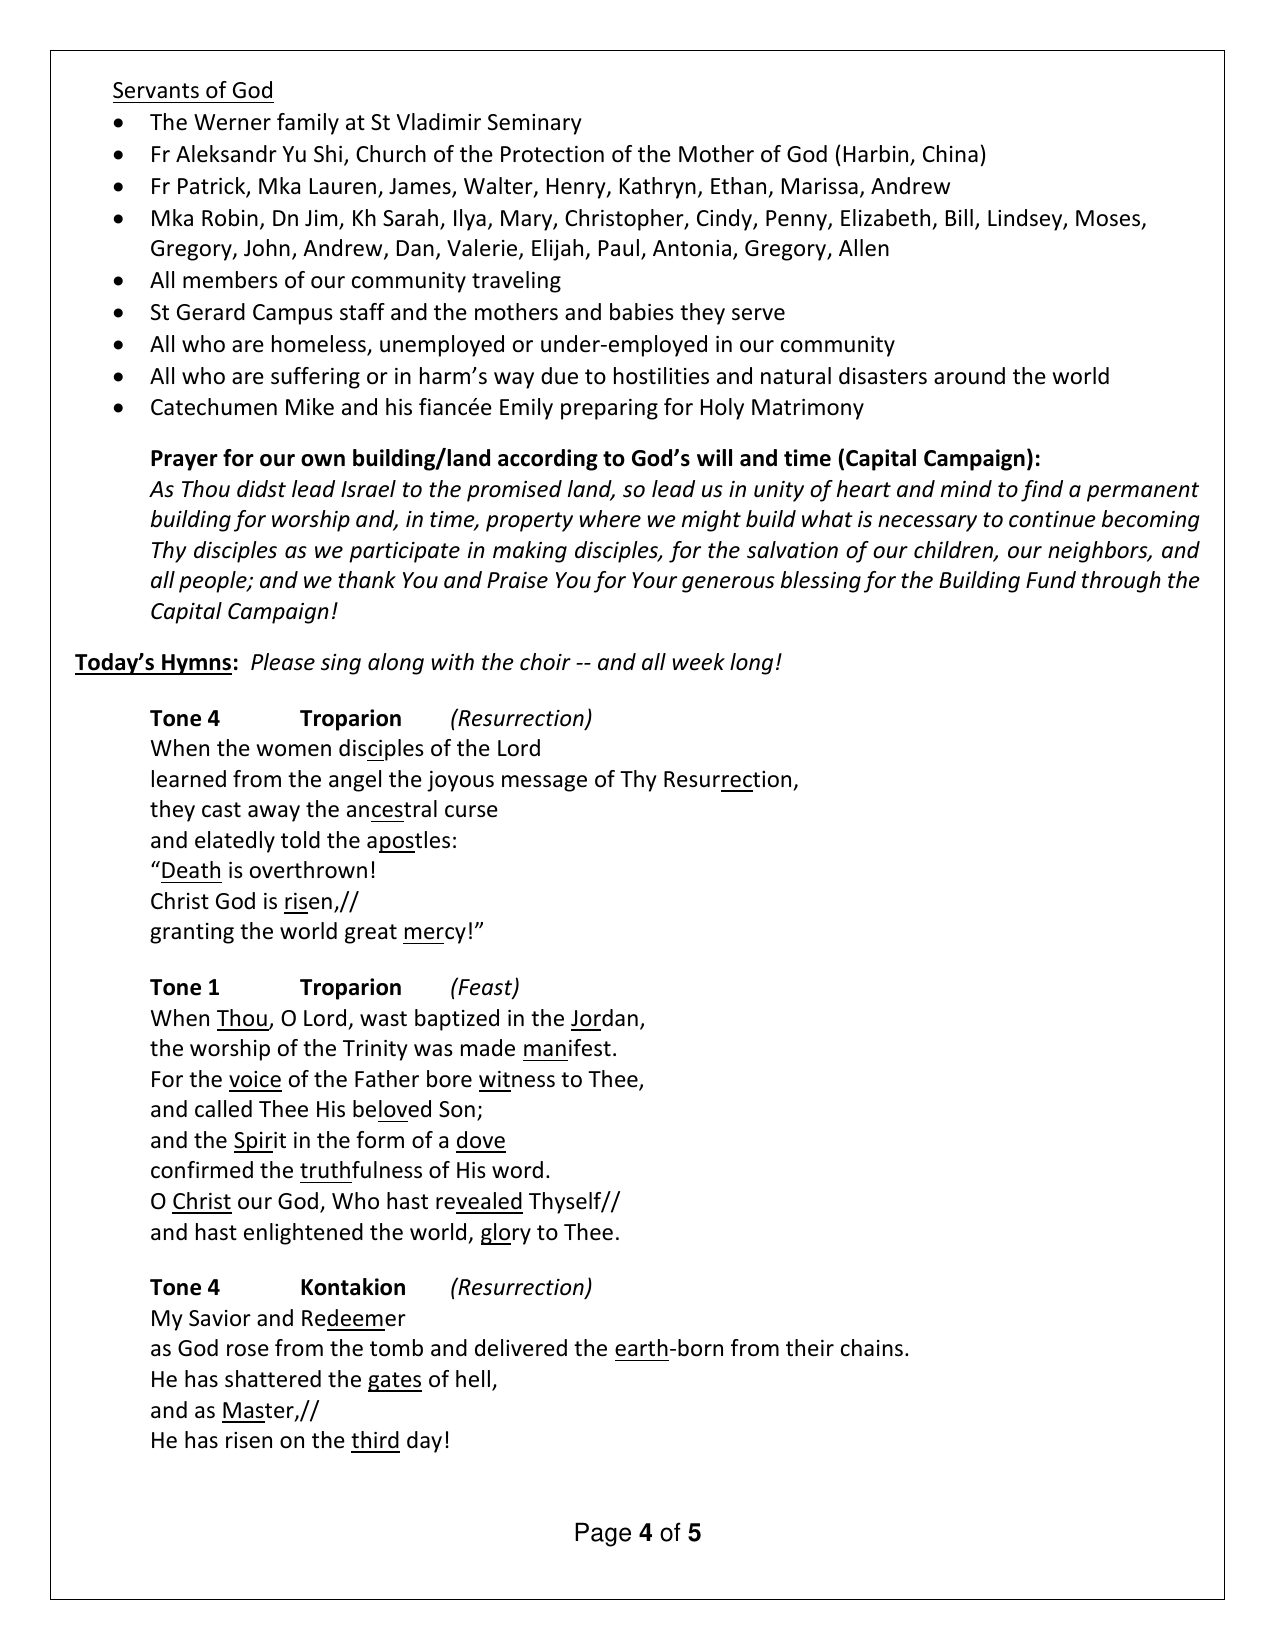 Servants of God
• The Werner family at St Vladimir Seminary
• Fr Aleksandr Yu Shi, Church of the Protection of the Mother of God (Harbin, China)
• Fr Patrick, Mka Lauren, James, Walter, Henry, Kathryn, Ethan, Marissa, Andrew
• Mka Robin, Dn Jim, Kh Sarah, Ilya, Mary, Christopher, Cindy, Penny, Elizabeth, Bill, Lindsey, Moses,
Gregory, John, Andrew, Dan, Valerie, Elijah, Paul, Antonia, Gregory, Allen
• All members of our community traveling
• St Gerard Campus staff and the mothers and babies they serve
• All who are homeless, unemployed or under-employed in our community
• All who are suffering or in harm’s way due to hostilities and natural disasters around the world
• Catechumen Mike and his fiancée Emily preparing for Holy Matrimony
Prayer for our own building/land according to God’s will and time (Capital Campaign):
As Thou didst lead Israel to the promised land, so lead us in unity of heart and mind to find a permanent
building for worship and, in time, property where we might build what is necessary to continue becoming
Thy disciples as we participate in making disciples, for the salvation of our children, our neighbors, and
all people; and we thank You and Praise You for Your generous blessing for the Building Fund through the
Capital Campaign!
Today’s Hymns: Please sing along with the choir -- and all week long!
Tone 4 Troparion (Resurrection)
When the women disciples of the Lord
learned from the angel the joyous message of Thy Resurrection,
they cast away the ancestral curse
and elatedly told the apostles:
“Death is overthrown!
Christ God is risen,//
granting the world great mercy!”
Tone 1 Troparion (Feast)
When Thou, O Lord, wast baptized in the Jordan,
the worship of the Trinity was made manifest.
For the voice of the Father bore witness to Thee,
and called Thee His beloved Son;
and the Spirit in the form of a dove
confirmed the truthfulness of His word.
O Christ our God, Who hast revealed Thyself//
and hast enlightened the world, glory to Thee.
Tone 4 Kontakion (Resurrection)
My Savior and Redeemer
as God rose from the tomb and delivered the earth-born from their chains.
He has shattered the gates of hell,
and as Master,//
He has risen on the third day!
Page 4 of 5